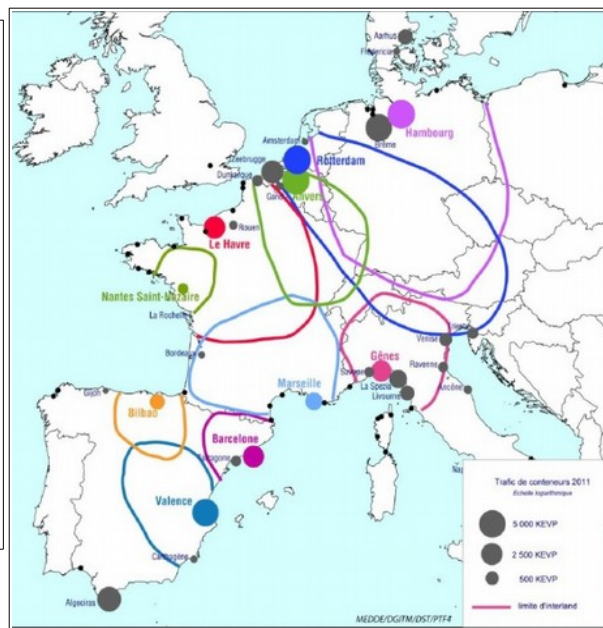 Aarhus
Fredericia
Hambourg
Brême
Amsterdam
Rotterdam
Zeebrugge
Dunkerque
Anvers
Gand
Rouen
Le Havre
Nantes Saint-Nazaire
La Rochelle
Bordeaux
Venise
Gênes
Savone
Ravenne
La Spezia
Livourne
Ancône
Marseille
Gijon
Bilbao
Barcelone
Tarragone
Valence
Carthagène
Algeciras
Trafic de conteneurs 2011
Echelle logarithmique
5 000 KEVP
2 500 KEVP
500 KEVP
limite d'interland
MEDDE/DGITM/DST/PTF4